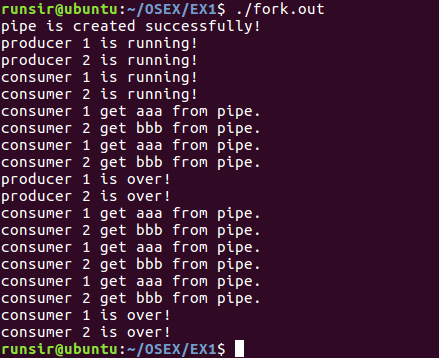 runsir@ubuntu:~/OSEX/EX1$ ./fork.out
pipe is created successfully!
producer 1 is running!
producer 2 is running!
consumer 1 is running!
consumer 2 is running!
consumer 1 get aaa from pipe.
consumer 2 get bbb from pipe.
consumer 1 get aaa from pipe.
consumer 2 get bbb from pipe.
producer 1 is over!
producer 2 is over!
consumer 1 get aaa from pipe.
consumer 2 get bbb from pipe.
consumer 1 get aaa from pipe.
consumer 2 get bbb from pipe.
consumer 1 get aaa from pipe.
consumer 2 get bbb from pipe.
consumer 1 is over!
consumer 2 is over!
runsir@ubuntu:~/OSEX/EX1$